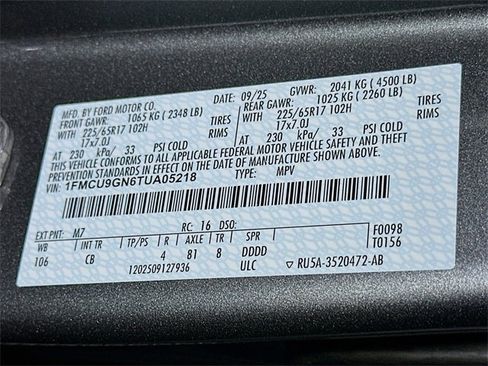 MFD. BY FORD MOTOR CO. DATE: 09/25 GVWR: 2041 KG ( 4500 LB)
FRONT GAWR: 1065 KG ( 2348 LB) REAR GAWR: 1025 KG ( 2260 LB)
225/65R17 102H TIRES 225/65R17 102H TIRES
17x7.0J RIMS 17x7.0J RIMS
AT 230 kPa/ 33 PSI COLD AT 230 kPa/ 33 PSI COLD
THIS VEHICLE CONFORMS TO ALL APPLICABLE FEDERAL MOTOR VEHICLE SAFETY AND THEFT
PREVENTION STANDARDS IN EFFECT ON THE DATE OF MANUFACTURE SHOWN ABOVE.
VIN: 1FMCU9GN6TUA05218 TYPE: MPV
EXT PNT: M7 RC: 16 DSO: F0098
WB INT TR TP/PS R AXLE TR SPR T0156
106 CB 4 81 8 DDDD
1202509127936 ULC ▽ RU5A-3520472-AB